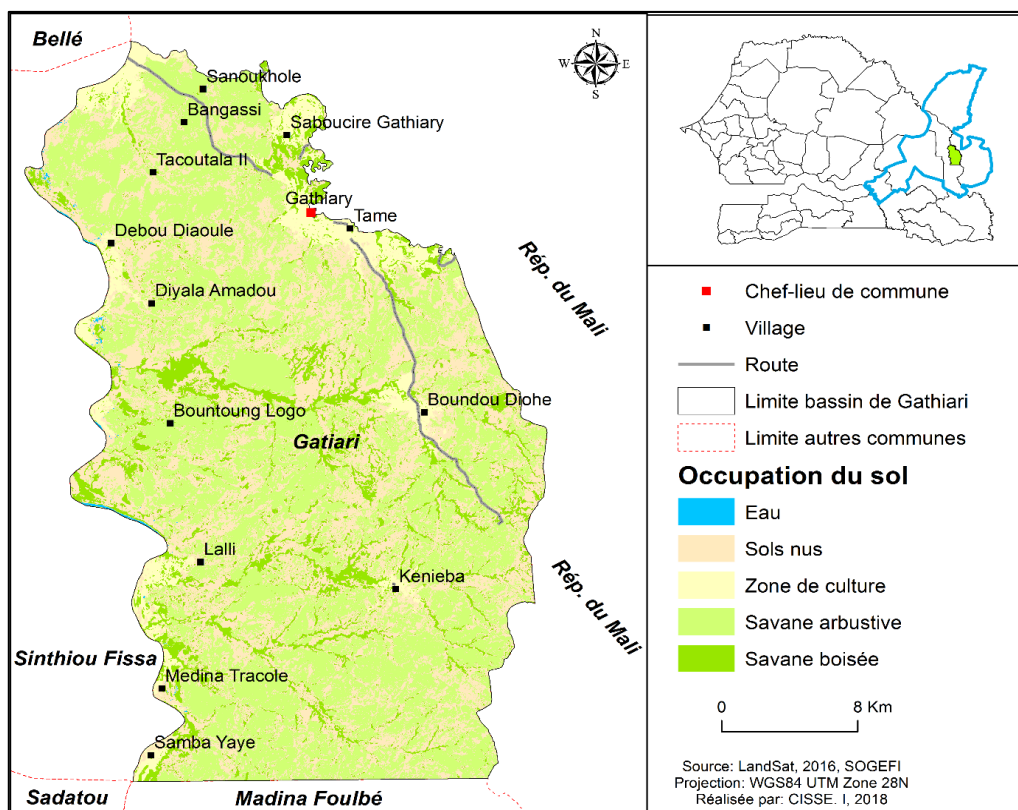 Bellé
N
W E
S
Sanoukhole
Bangassi
Saboucire Gathiary
Tacoutala II
Gathiary
Tame
Debou Diaoule
Rép. du Mali
Diyala Amadou
Boundou Diohe
Bountoung Logo
Gatiari
Lalli
Kenieba
Rép. du Mali
Sinthiou Fissa
Medina Tracole
Samba Yaye
Sadatou
Madina Foulbé
Chef-lieu de commune
Village
Route
Limite bassin de Gathiari
Limite autres communes
Occupation du sol
Eau
Sols nus
Zone de culture
Savane arbustive
Savane boisée
0 8 Km
Source: LandSat, 2016, SOGEFI
Projection: WGS84 UTM Zone 28N
Réalisée par: CISSE. I, 2018